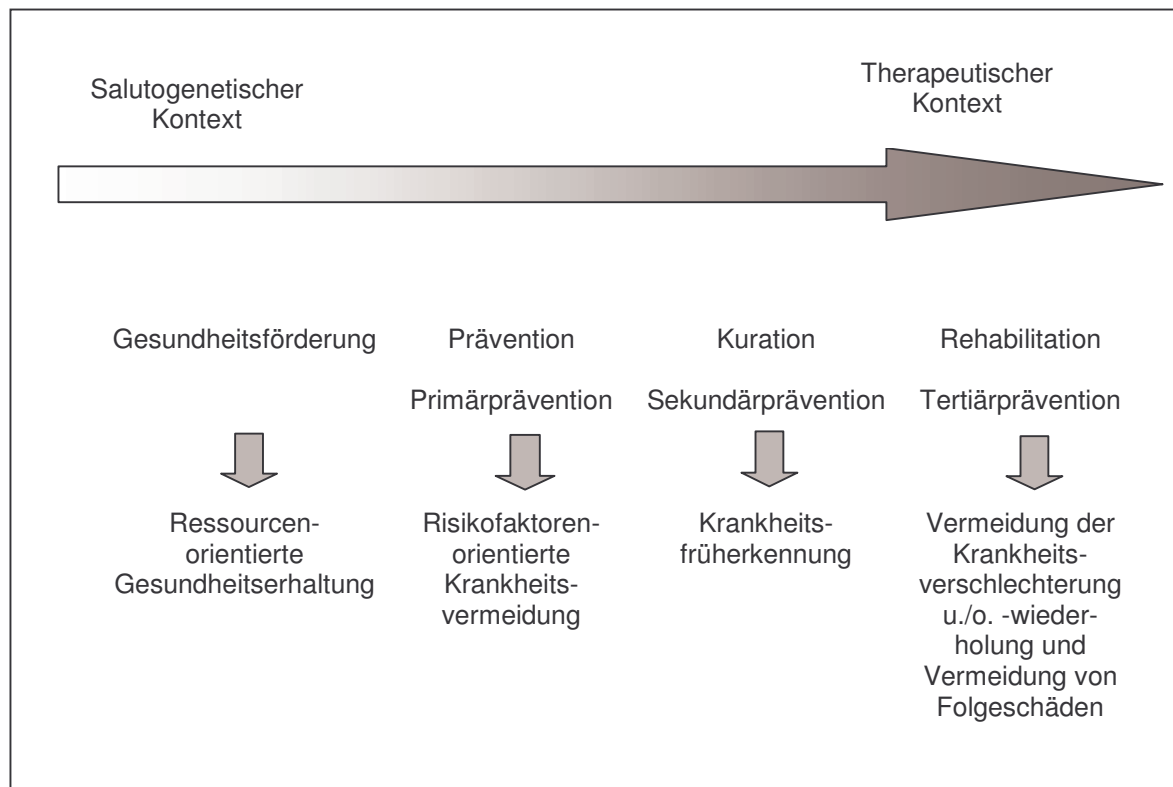 Salutogenetischer
Kontext
Therapeutischer
Kontext
Gesundheitsförderung
Prävention
Kuration
Rehabilitation
Primärprävention
Sekundärprävention
Tertiärprävention
Ressourcen-
orientierte
Gesundheitserhaltung
Risikofaktoren-
orientierte
Krankheits-
vermeidung
Krankheits-
früherkennung
Vermeidung der
Krankheits-
verschlechterung
u./o. -wieder-
holung und
Vermeidung von
Folgeschäden